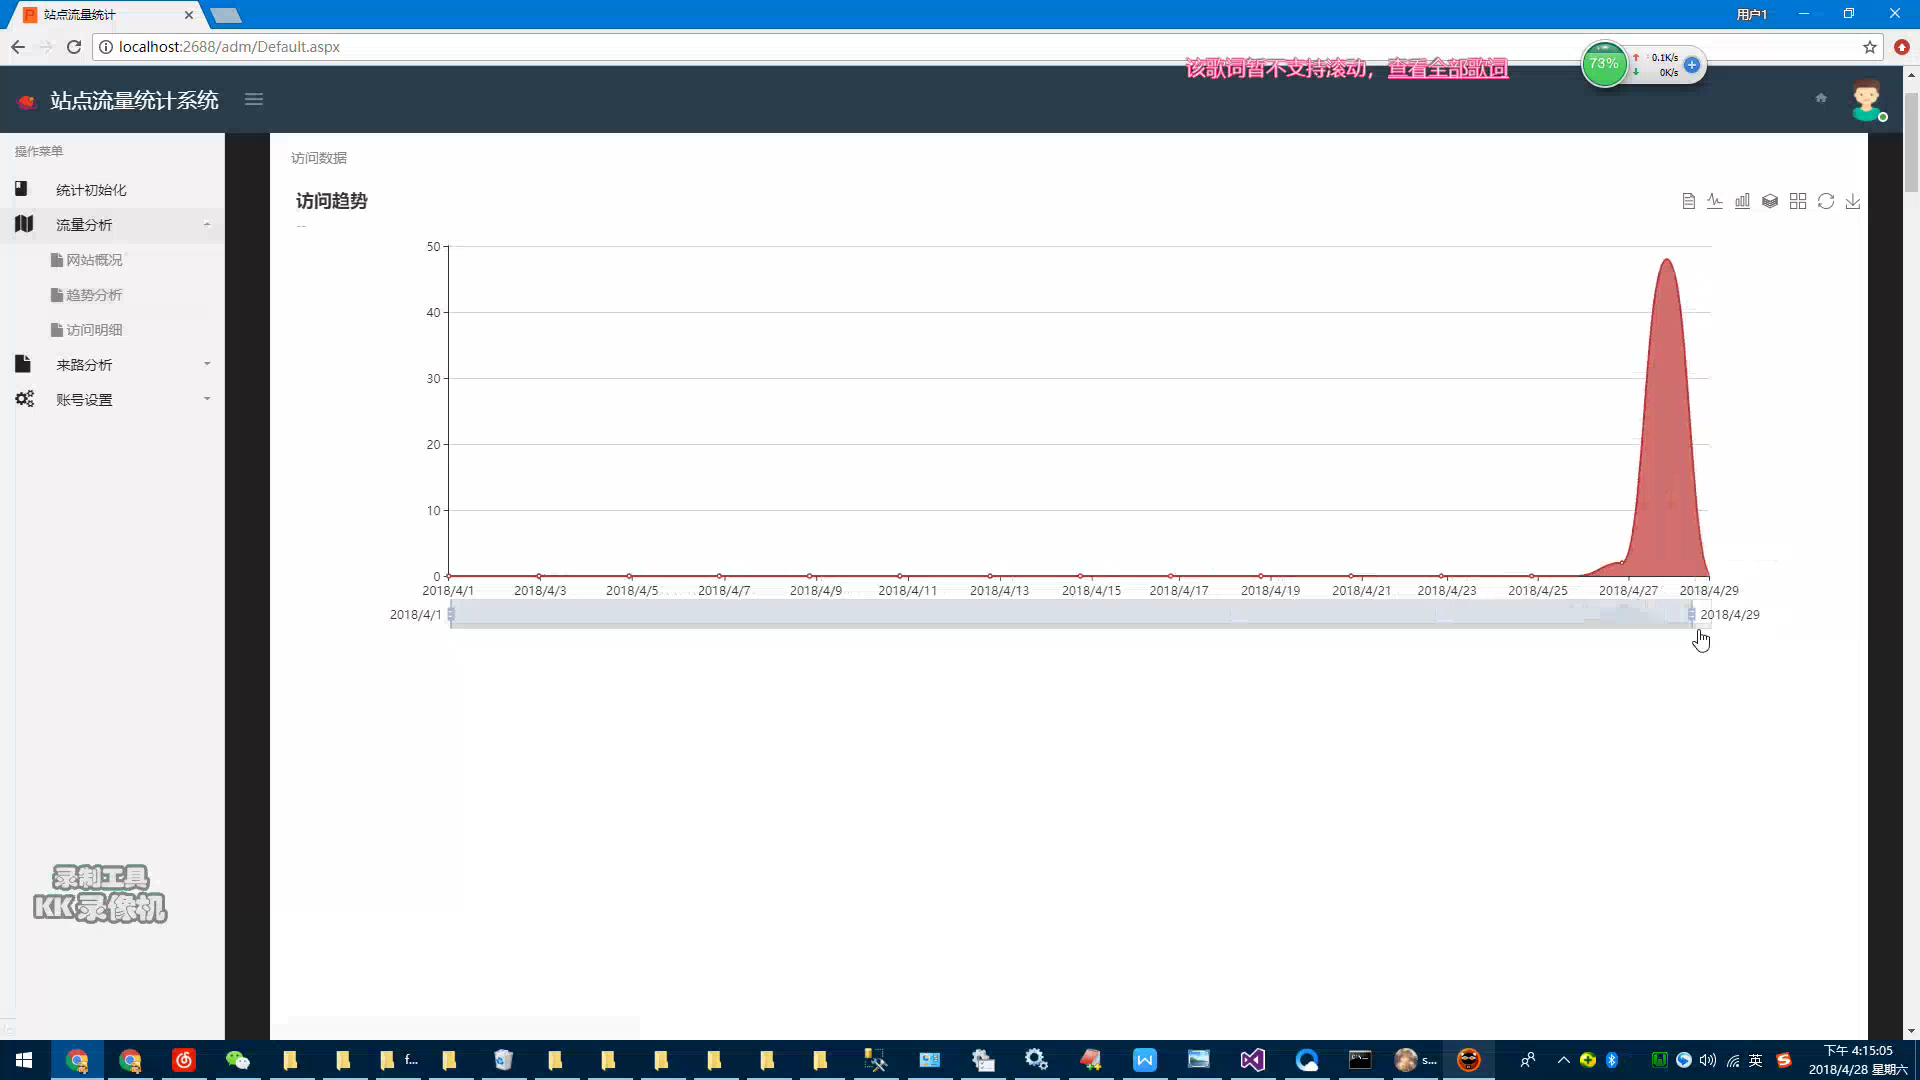 站点流量统计
用户1
localhost:2688/adm/Default.aspx
该歌词暂不支持滚动，查看全部歌词
73%
0.1K/s
0K/s
站点流量统计系统
操作菜单
统计初始化
流量分析
网站概况
趋势分析
访问明细
来路分析
账号设置
访问数据
访问趋势
--
50
40
30
20
10
0
2018/4/1 2018/4/3 2018/4/5 2018/4/7 2018/4/9 2018/4/11 2018/4/13 2018/4/15 2018/4/17 2018/4/19 2018/4/21 2018/4/23 2018/4/25 2018/4/27 2018/4/29
2018/4/1 2018/4/29
录制工具
KK录像机
f...
s...
英
下午 4:15:05
2018/4/28 星期六